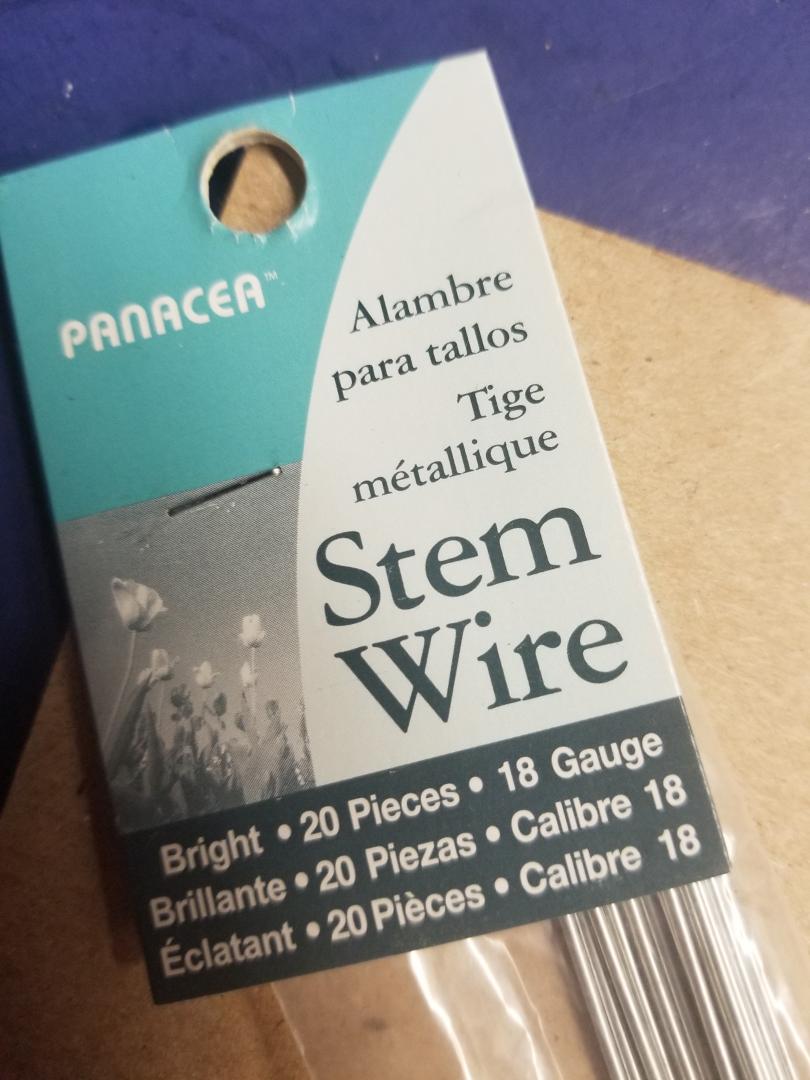 PANACEA™
Alambre
para tallos
Tige
métallique
Stem
Wire
Bright • 20 Pieces • 18 Gauge
Brillante • 20 Piezas • Calibre 18
Éclatant • 20 Pièces • Calibre 18